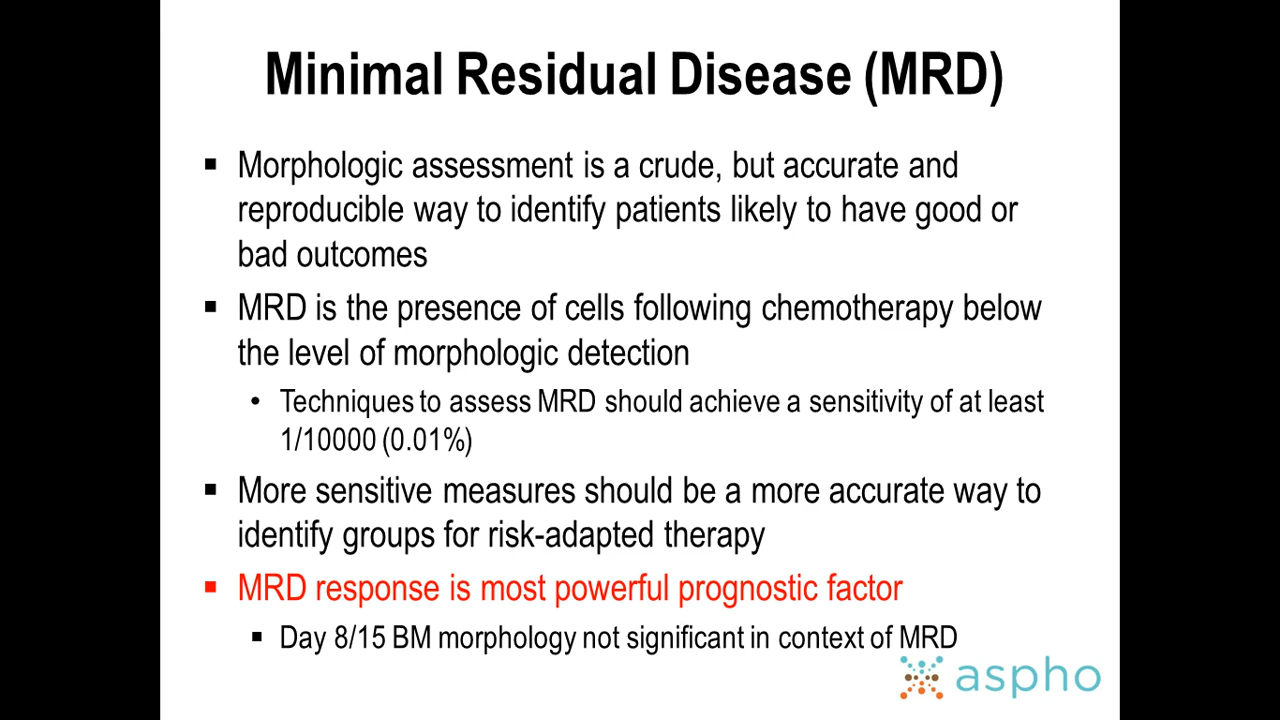 Minimal Residual Disease (MRD)
▪ Morphologic assessment is a crude, but accurate and
reproducible way to identify patients likely to have good or
bad outcomes
▪ MRD is the presence of cells following chemotherapy below
the level of morphologic detection
• Techniques to assess MRD should achieve a sensitivity of at least
1/10000 (0.01%)
▪ More sensitive measures should be a more accurate way to
identify groups for risk-adapted therapy
▪ MRD response is most powerful prognostic factor
▪ Day 8/15 BM morphology not significant in context of MRD
aspho